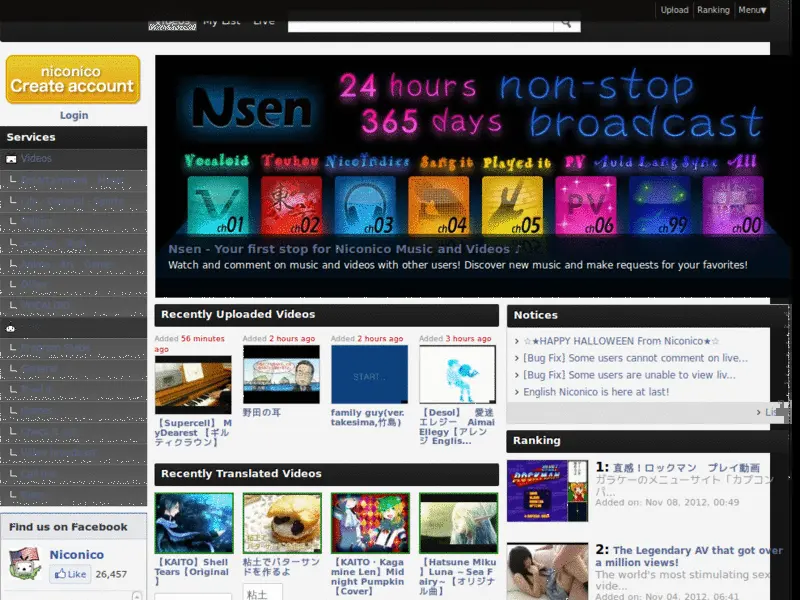 Upload Ranking Menu▼
Videos My List Live
niconico
Create account
Login
Services
Videos
Find us on Facebook
Niconico
Like 26,457
Nsen
24 hours non-stop
365 days broadcast
Vocaloid Touhou NicoIndies Sang it Played it PV Auld Lang Sync All
ch01 ch02 ch03 ch04 ch05 ch06 ch99 ch00
東
PV
Nsen - Your first stop for Niconico Music and Videos ♪
Watch and comment on music and videos with other users! Discover new music and make requests for your favorites!
Recently Uploaded Videos
Added 56 minutes
ago
【Supercell】 M
yDearest 【ギル
ティクラウン】
Added 2 hours ago
野田の耳
Added 2 hours ago
START...
family guy(ver.
takesima,竹島)
Added 3 hours ago
【Desol】 愛迷
エレジー Aimai
Ellegy【アレン
ジ Englis...
Recently Translated Videos
【KAITO】Shell
Tears【Original
】
粘土でバターサン
ドを作るよ
粘土
【KAITO・Kaga
mine Len】Mid
night Pumpkin
【Cover】
【Hatsune Miku
】Luna ~Sea F
airy~【オリジナ
ル曲】
Notices
☆★HAPPY HALLOWEEN From Niconico★☆
[Bug Fix] Some users cannot comment on live...
[Bug Fix] Some users are unable to view liv...
English Niconico is here at last!
Ranking
ROCKMAN
1: 直感！ロックマン プレイ動画
ガラケーのメニューサイト「カプコン
パ...
Added on: Nov 08, 2012, 00:49
2: The Legendary AV that got over
a million views!
The world's most stimulating sex
vide...
Added on: Nov 04, 2012, 06:41